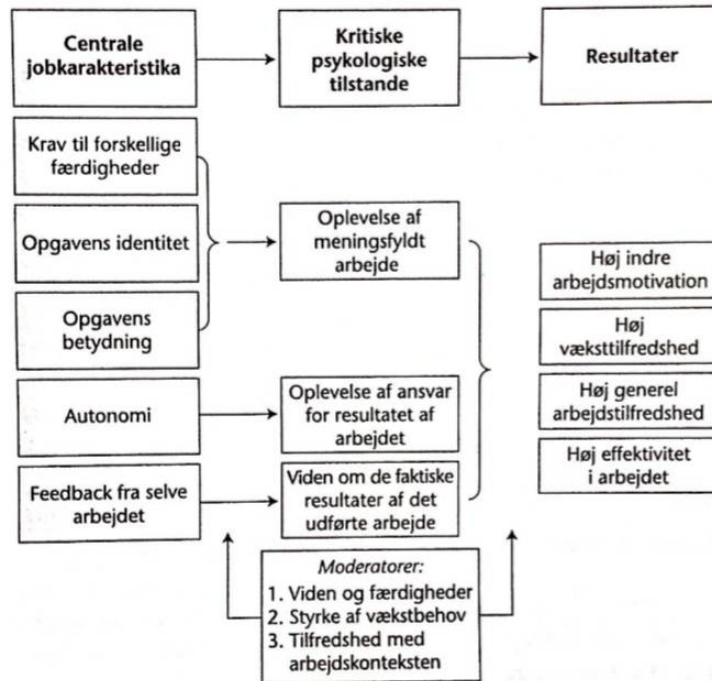 Centrale
jobkarakteristika
Kritiske
psykologiske
tilstande
Resultater
Krav til forskellige
færdigheder
Opgavens identitet
Opgavens
betydning
Autonomi
Feedback fra selve
arbejdet
Oplevelse af
meningsfyldt
arbejde
Oplevelse af ansvar
for resultatet af
arbejdet
Viden om de faktiske
resultater af det
udførte arbejde
Høj indre
arbejdsmotivation
Høj
væksttilfredshed
Høj generel
arbejdstilfredshed
Høj effektivitet
i arbejdet
Moderatorer:
1. Viden og færdigheder
2. Styrke af vækstbehov
3. Tilfredshed med
arbejdskonteksten